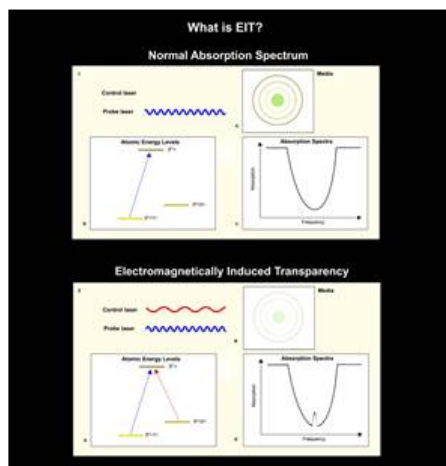 What is EIT?
Normal Absorption Spectrum
Media
Control laser
Probe laser
Atomic Energy Levels
Absorption Spectra
Absorption
Frequency
Electromagnetically Induced Transparency
Media
Control laser
Probe laser
Atomic Energy Levels
Absorption Spectra
Absorption
Frequency